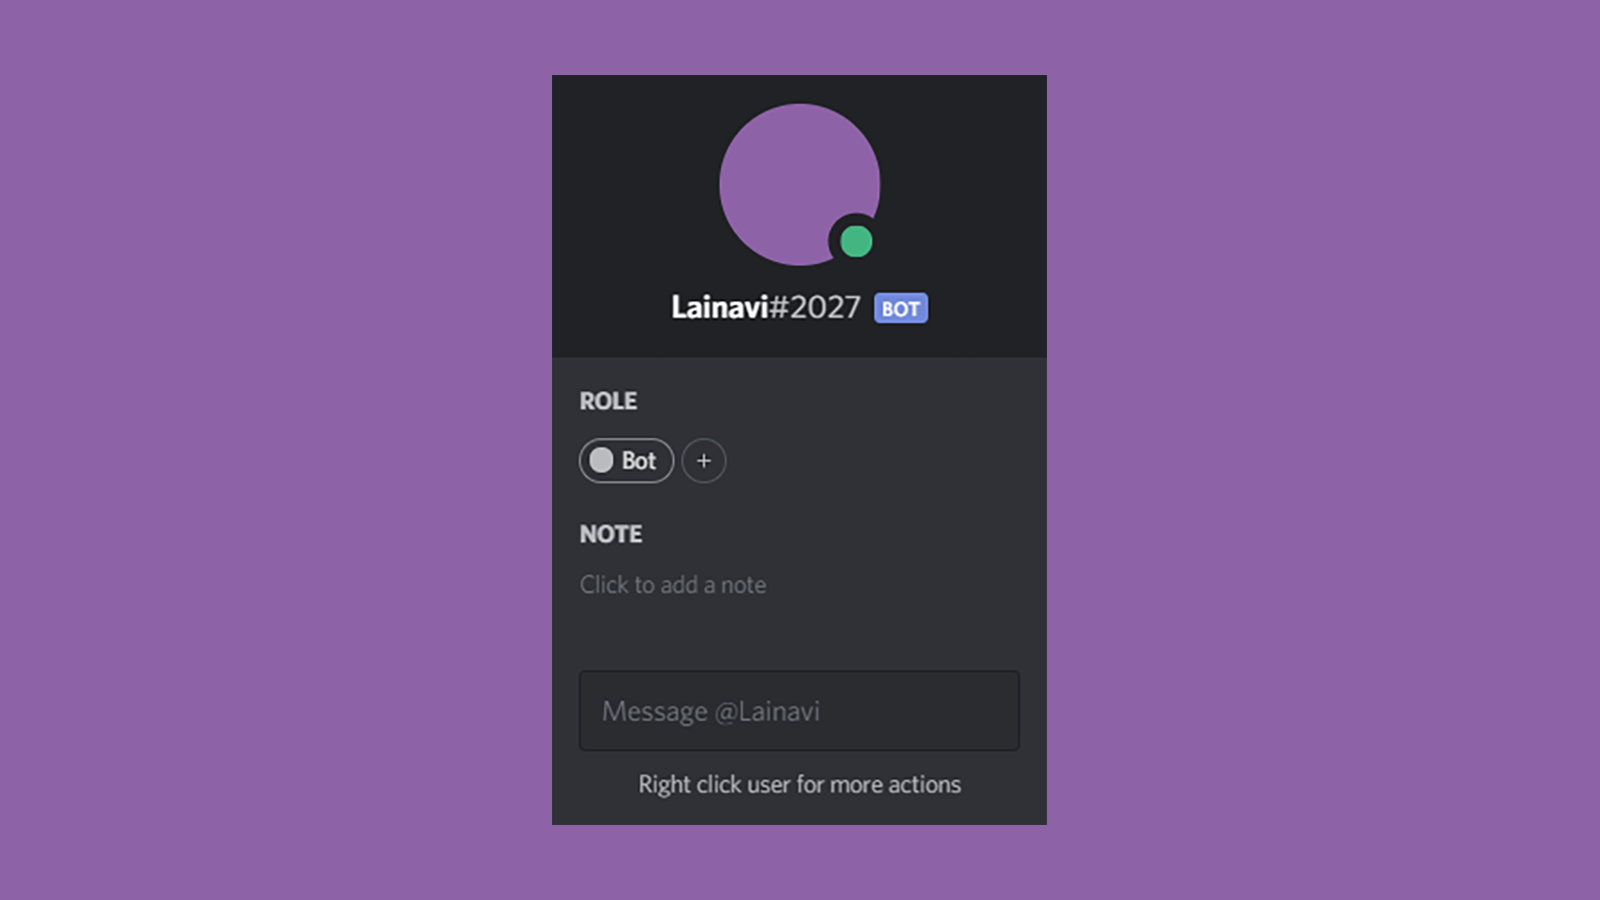 Lainavi#2027 BOT
ROLE
Bot +
NOTE
Click to add a note
Message @Lainavi
Right click user for more actions